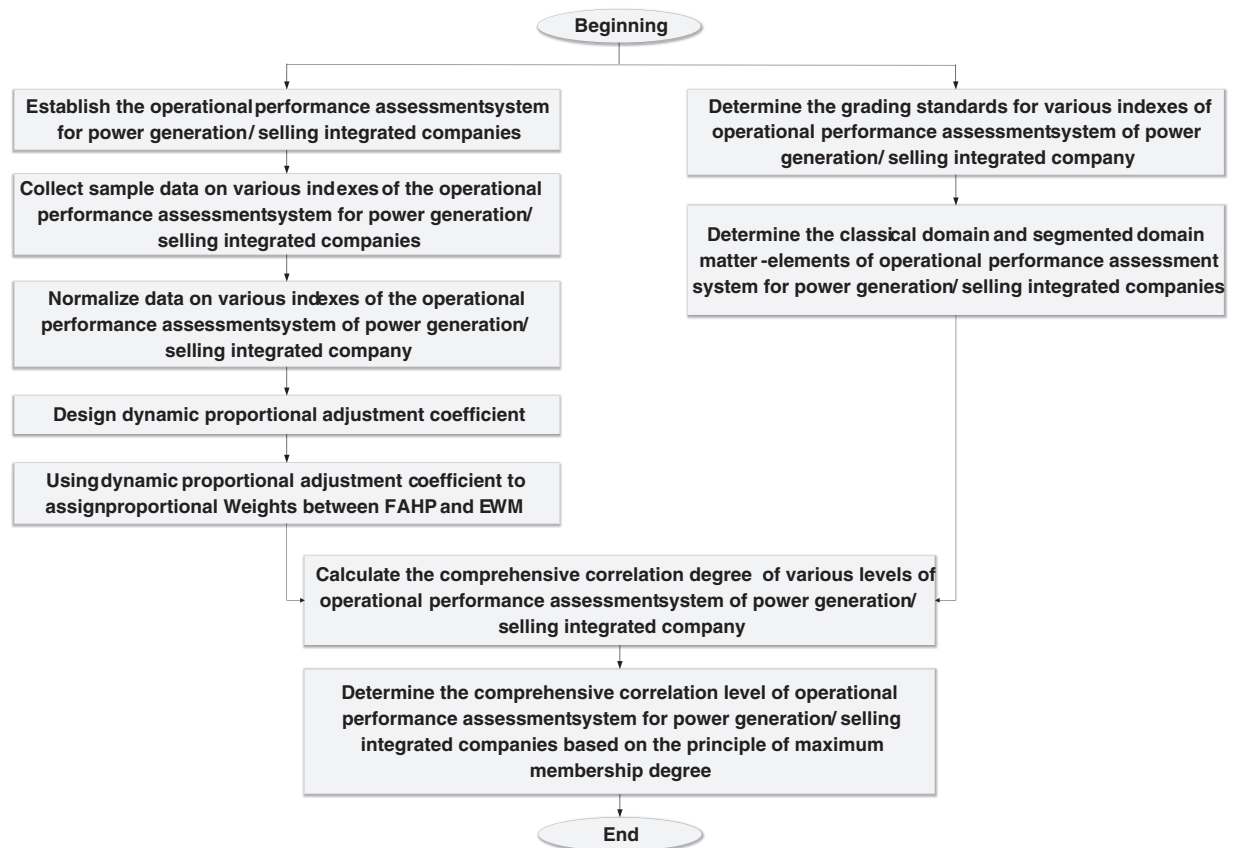 Beginning
Establish the operationalperformance assessmentsystem
for power generation/ selling integrated companies
Collect sample data on various indexes of the operational
performance assessmentsystem for power generation/
selling integrated companies
Normalize data on various indexes of the operational
performance assessmentsystem of power generation/
selling integrated company
Design dynamic proportional adjustment coefficient
Usingdynamic proportional adjustment coefficient to
assignproportional Weights between FAHP and EWM
Determine the grading standards for various indexes of
operational performance assessmentsystem of power
generation/ selling integrated company
Determine the classical domain and segmented domain
matter -elements of operational performance assessment
system for power generation/ selling integrated companies
Calculate the comprehensive correlation degree of various levels of
operational performance assessmentsystem of power generation/
selling integrated company
Determine the comprehensive correlation level of operational
performance assessmentsystem for power generation/ selling
integrated companies based on the principle of maximum
membership degree
End